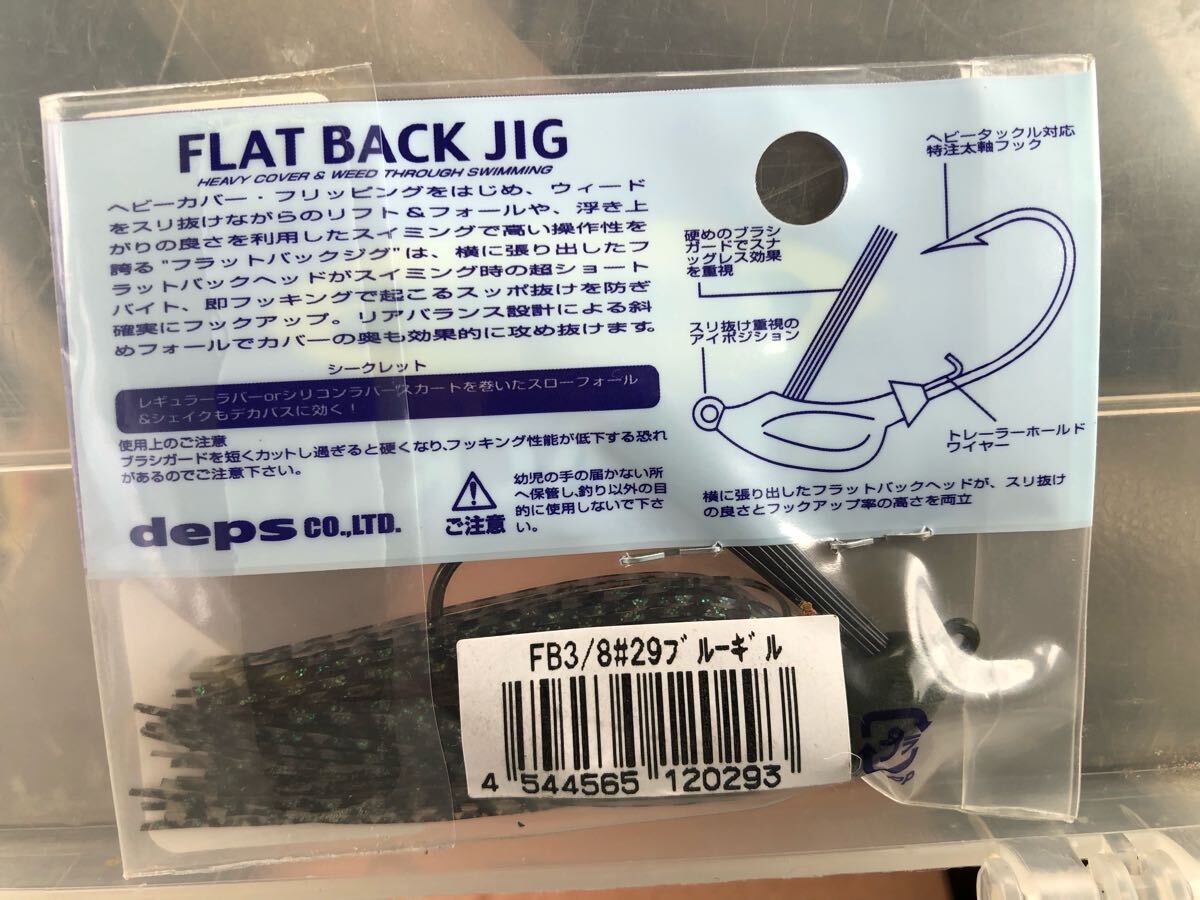 FLAT BACK JIG
HEAVY COVER & WEED THROUGH SWIMMING
ヘビーカバー・フリッピングをはじめ、ウィード
をスリ抜けながらのリフト&フォールや、浮き上
がりの良さを利用したスイミングで高い操作性を
誇る"フラットバックジグ"は、横に張り出したフ
ラットバックヘッドがスイミング時の超ショート
バイト、即フッキングで起こるスッポ抜けを防ぎ
確実にフックアップ。リアバランス設計による斜
めフォールでカバーの奥も効果的に攻め抜けます。
シークレット
レギュラーラバーorシリコンラバースカートを巻いたスローフォール
&シェイクもデカバスに効く!
使用上のご注意
ブラシガードを短くカットし過ぎると硬くなり、フッキング性能が低下する恐れ
があるのでご注意下さい。
ご注意
幼児の手の届かない所
へ保管し、釣り以外の目
的に使用しないで下さ
い。
deps CO.,LTD.
ヘビータックル対応
特注太軸フック
硬めのブラシ
ガードでスナ
ッグレス効果
を重視
スリ抜け重視の
アイポジション
トレーラーホールド
ワイヤー
横に張り出したフラットバックヘッドが、スリ抜け
の良さとフックアップ率の高さを両立
FB3/8#29ブルーギル
4 544565 120293
プラ